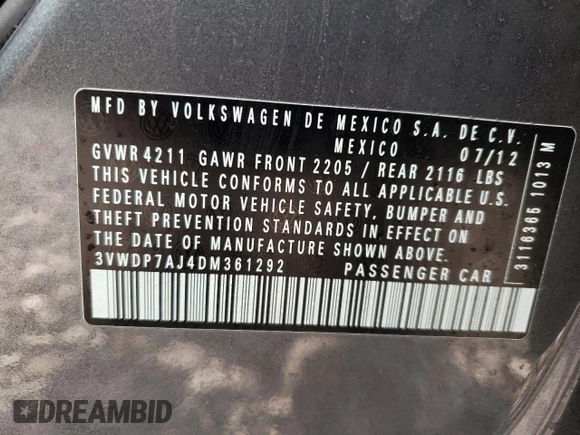 MFD BY VOLKSWAGEN DE MEXICO S.A. DE C.V.
MEXICO 07/12
GVWR 4211 GAWR FRONT 2205 / REAR 2116 LBS
THIS VEHICLE CONFORMS TO ALL APPLICABLE U.S.
FEDERAL MOTOR VEHICLE SAFETY, BUMPER AND
THEFT PREVENTION STANDARDS IN EFFECT ON
THE DATE OF MANUFACTURE SHOWN ABOVE.
3VWDP7AJ4DM361292 PASSENGER CAR
3116386 1013 M
DREAMBID